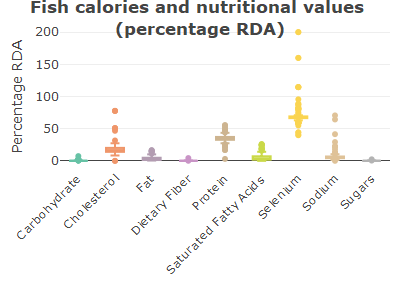 Fish calories and nutritional values
(percentage RDA)
Percentage RDA
200
150
100
50
0
Carbohydrate
Cholesterol
Fat
Dietary Fiber
Protein
Saturated Fatty Acids
Selenium
Sodium
Sugars